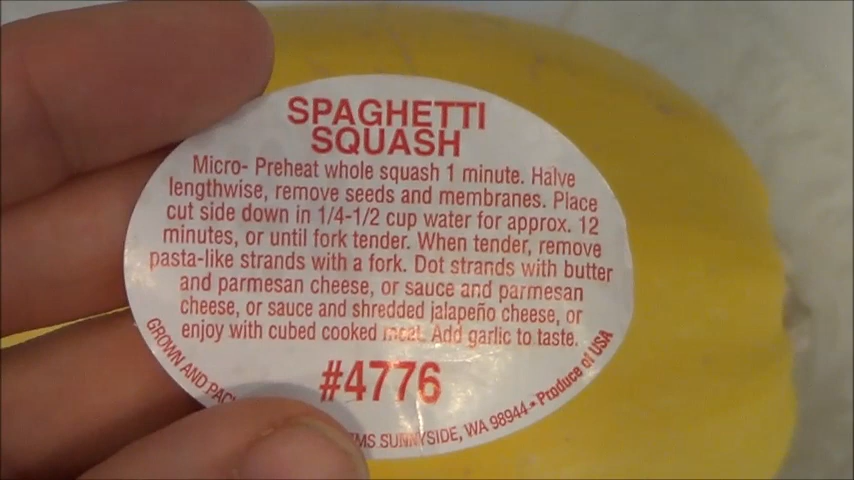 SPAGHETTI
SQUASH
Micro- Preheat whole squash 1 minute. Halve
lengthwise, remove seeds and membranes. Place
cut side down in 1/4-1/2 cup water for approx. 12
minutes, or until fork tender. When tender, remove
pasta-like strands with a fork. Dot strands with butter
and parmesan cheese, or sauce and parmesan
cheese, or sauce and shredded jalapeño cheese, or
enjoy with cubed cooked meat. Add garlic to taste.
#4776
GROWN AND SUNNYSIDE, WA 98944 • Produce of USA